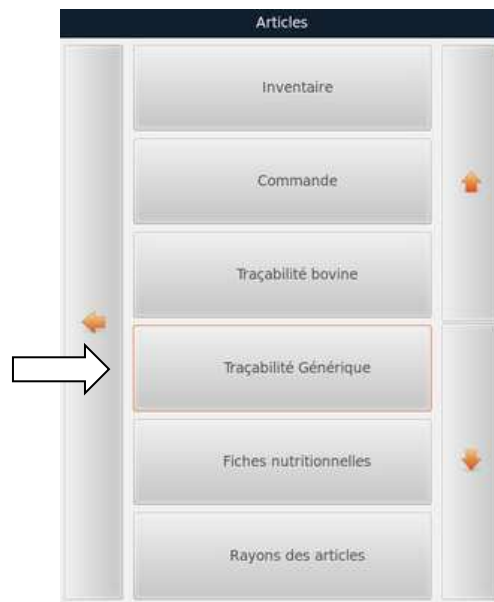 Articles
Inventaire
Commande
Traçabilité bovine
Traçabilité Générique
Fiches nutritionnelles
Rayons des articles